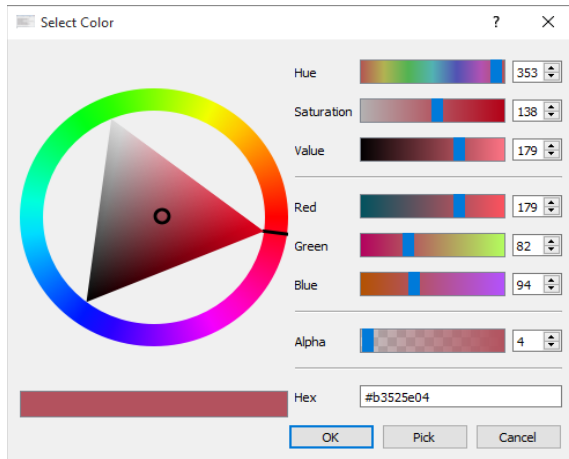 Select Color
?
Hue 353
Saturation 138
Value 179
Red 179
Green 82
Blue 94
Alpha 4
Hex #b3525e04
OK Pick Cancel